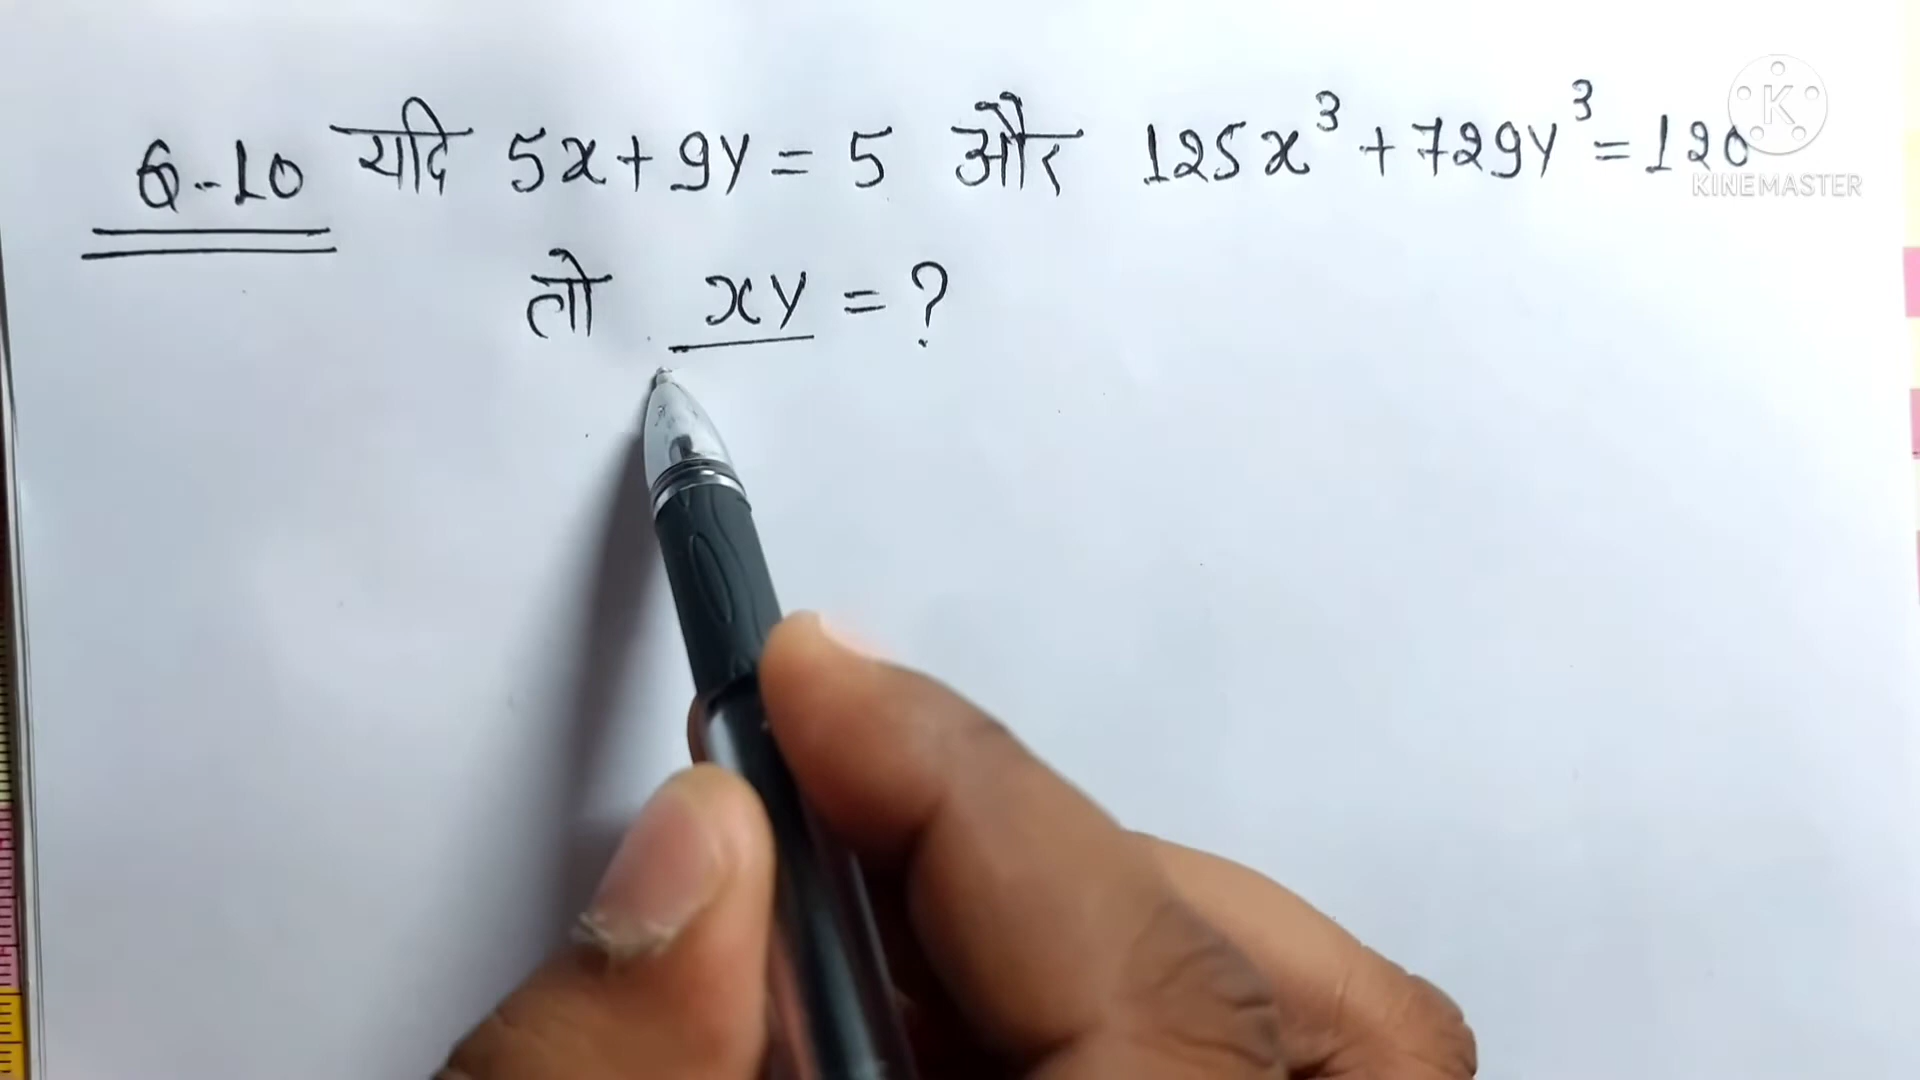 Q-10 यदि 5x+9y = 5 और 125x³ + 729y³ = 120
तो xy = ?
KINEMASTER